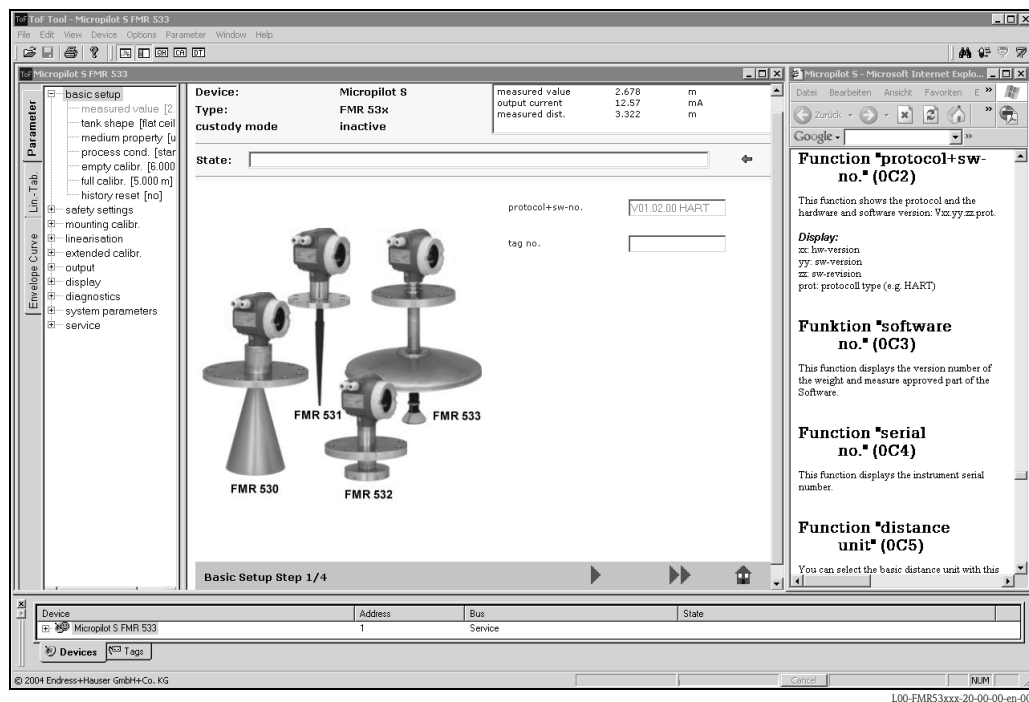 ToF Tool - Micropilot S FMR 533
File Edit View Device Options Parameter Window Help
Micropilot S FMR 533
Parameter
Lin.-Tab.
Envelope Curve
basic setup
measured value [2.
tank shape [flat ceil
medium property [u
process cond. [star
empty calibr. [6.000
full calibr. [5.000 m]
history reset [no]
safety settings
mounting calibr.
linearisation
extended calibr.
output
display
diagnostics
system parameters
service
Device: Micropilot S
Type: FMR 53x
custody mode inactive
measured value 2.678 m
output current 12.57 mA
measured dist. 3.322 m
State:
protocol+sw-no. V01.02.00 HART
tag no.
FMR 531
FMR 533
FMR 530
FMR 532
Basic Setup Step 1/4
Micropilot S - Microsoft Internet Explo...
Datei Bearbeiten Ansicht Favoriten E »
Zurück
Google
Function "protocol+sw-
no." (0C2)
This function shows the protocol and the
hardware and software version: Vxx.yy.zz.prot.
Display:
xx: hw-version
yy: sw-version
zz: sw-revision
prot: protocoll type (e.g. HART)
Funktion "software
no." (0C3)
This function displays the version number of
the weight and measure approved part of the
Software.
Function "serial
no." (0C4)
This function displays the instrument serial
number.
Function "distance
unit" (0C5)
You can select the basic distance unit with this
Device Address Bus State
Micropilot S FMR 533 1 Service
Devices Tags
© 2004 Endress+Hauser GmbH+Co. KG
Cancel
NUM
L00-FMR53xxx-20-00-00-en-00